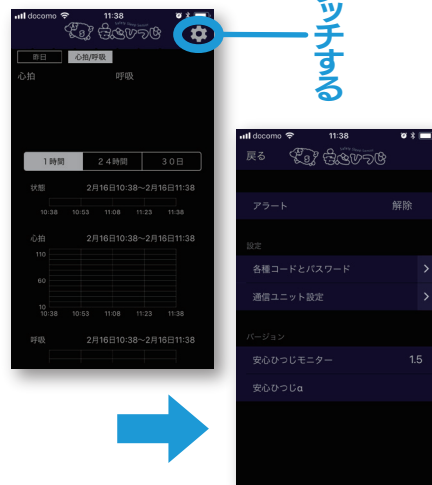 docomo 11:38
安心ひつじ
昨日 心拍/呼吸
心拍 呼吸
1時間 24時間 30日
状態 2月16日10:38〜2月16日11:38
10:38 10:53 11:08 11:23 11:38
心拍 2月16日10:38〜2月16日11:38
110
60
10
10:38 10:53 11:08 11:23 11:38
呼吸 2月16日10:38〜2月16日11:38
ッチする
docomo 11:38
戻る 安心ひつじ
アラート 解除
設定
各種コードとパスワード
通信ユニット設定
バージョン
安心ひつじモニター 1.5
安心ひつじα